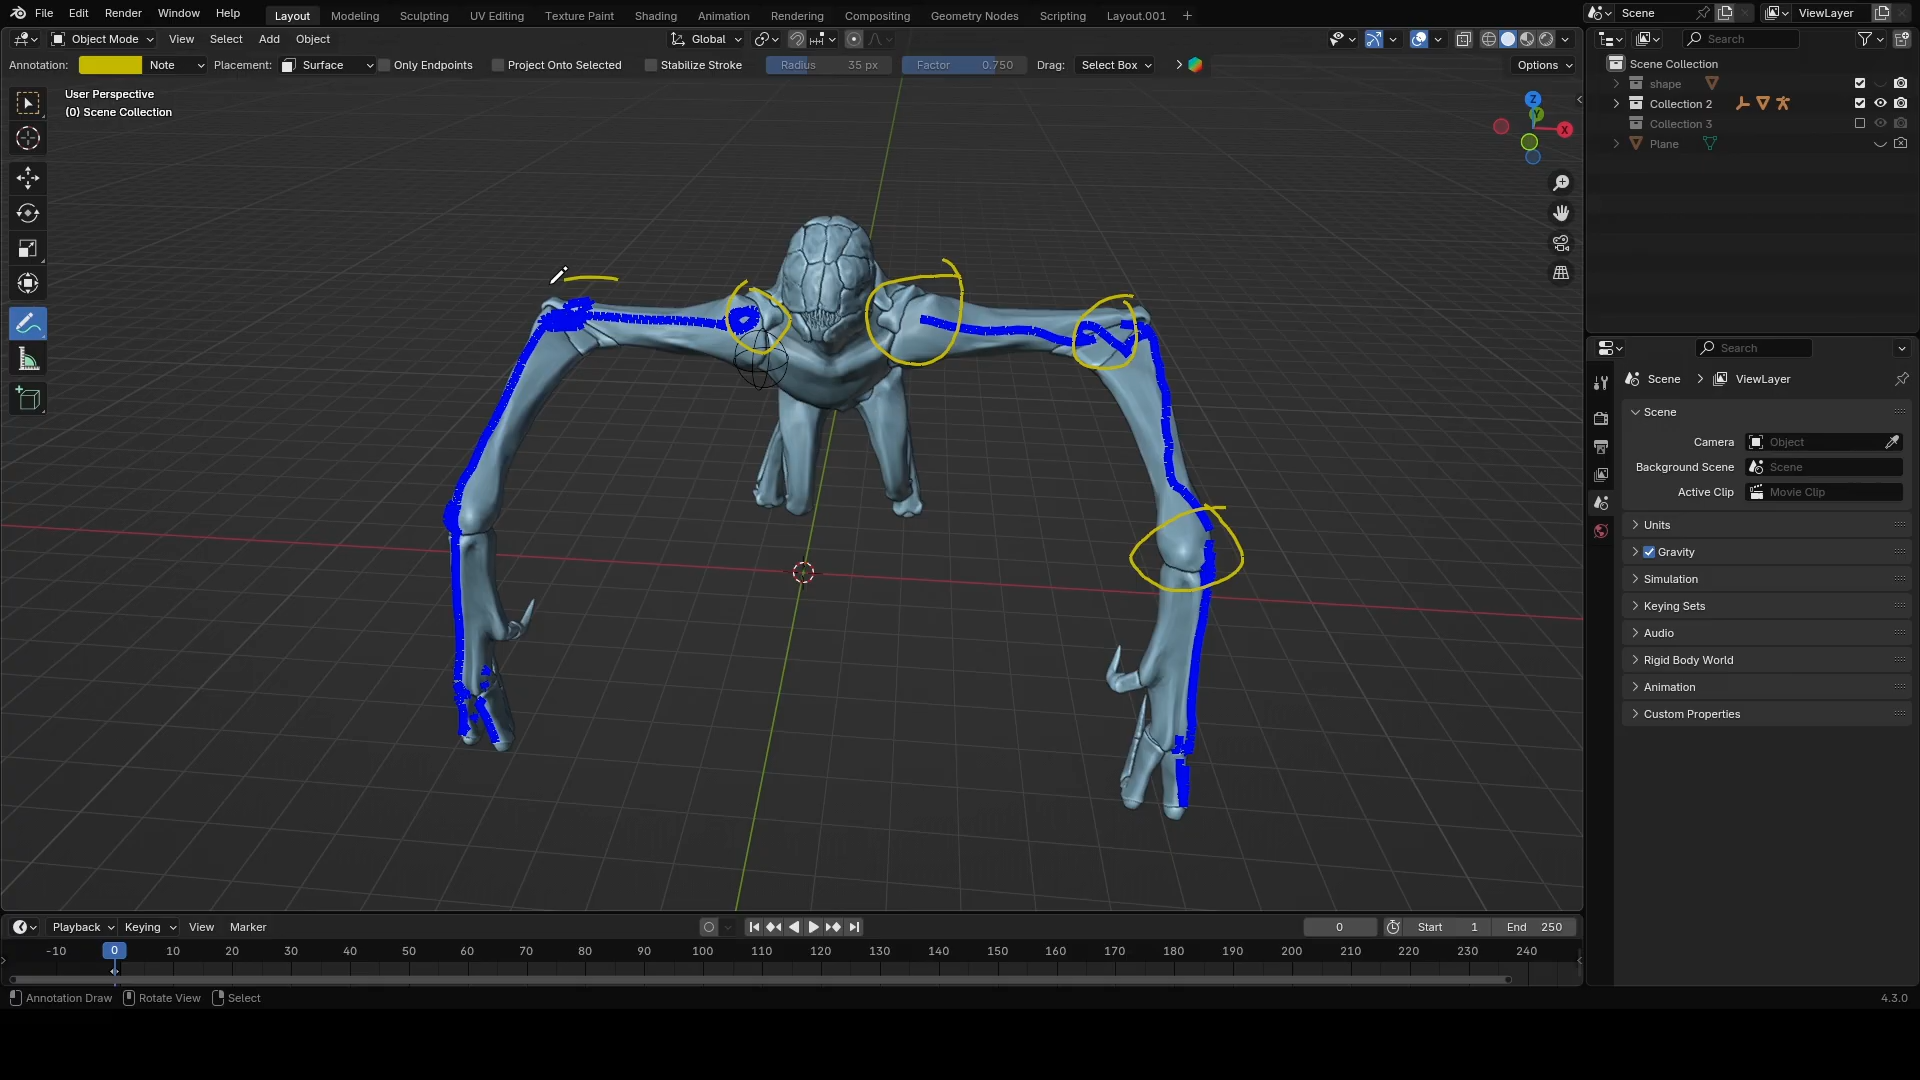 File Edit Render Window Help Layout Modeling Sculpting UV Editing Texture Paint Shading Animation Rendering Compositing Geometry Nodes Scripting Layout.001 + Scene ViewLayer
Object Mode View Select Add Object Global Search
Annotation: Note Placement: Surface Only Endpoints Project Onto Selected Stabilize Stroke Radius 35 px Factor 0.750 Drag: Select Box Options
Scene Collection
shape
Collection 2
Collection 3
Plane
User Perspective
(0) Scene Collection
Z
Y
X
Search
Scene ViewLayer
Scene
Camera Object
Background Scene Scene
Active Clip Movie Clip
Units
Gravity
Simulation
Keying Sets
Audio
Rigid Body World
Animation
Custom Properties
Playback Keying View Marker 0 Start 1 End 250
-10 0 10 20 30 40 50 60 70 80 90 100 110 120 130 140 150 160 170 180 190 200 210 220 230 240
Annotation Draw Rotate View Select 4.3.0